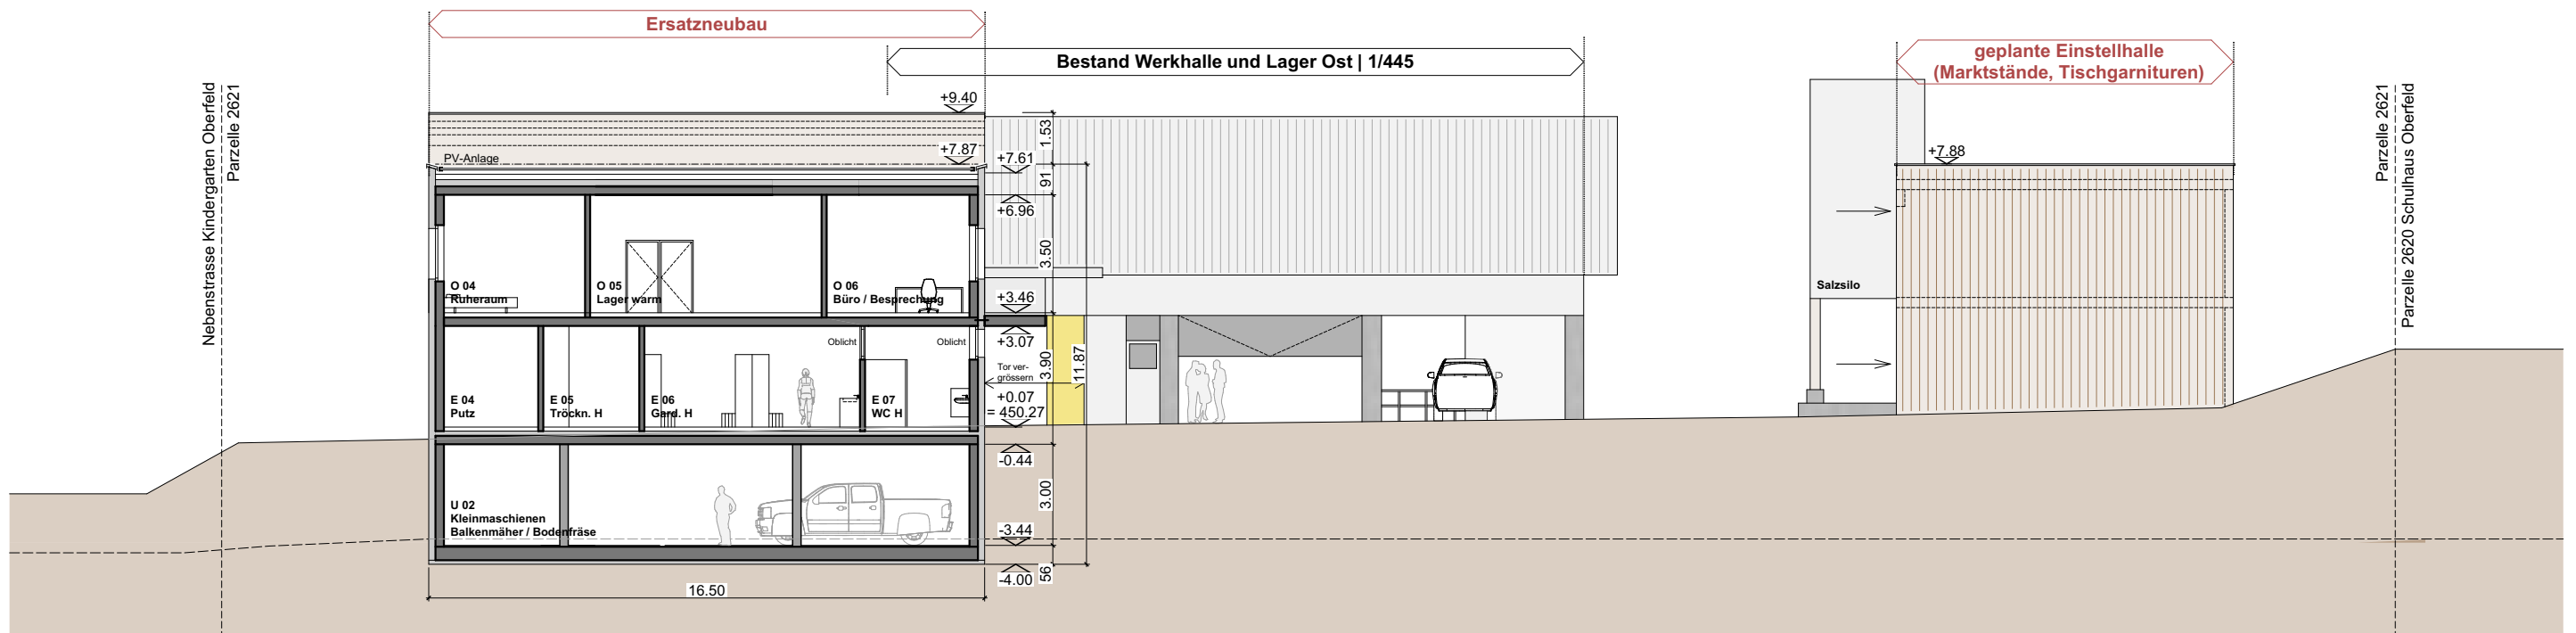 Ersatzneubau
Bestand Werkhalle und Lager Ost | 1/445
geplante Einstellhalle
(Marktstände, Tischgarnituren)
Nebenstrasse Kindergarten Oberfeld
Parzelle 2621
+9.40
1.53
PV-Anlage
+7.87
+7.61
+7.88
91
+6.96
3.50
O 04
Ruheraum
O 05
Lager warm
O 06
Büro / Besprechung
+3.46
+3.07
Oblicht
Oblicht
Tor ver-
grössern
3.90
11.87
E 04
Putz
E 05
Tröckn. H
E 06
Gard. H
E 07
WC H
+0.07
= 450.27
-0.44
3.00
U 02
Kleinmaschienen
Balkenmäher / Bodenfräse
-3.44
-4.00
56
16.50
Salzsilo
Parzelle 2621
Parzelle 2620 Schulhaus Oberfeld